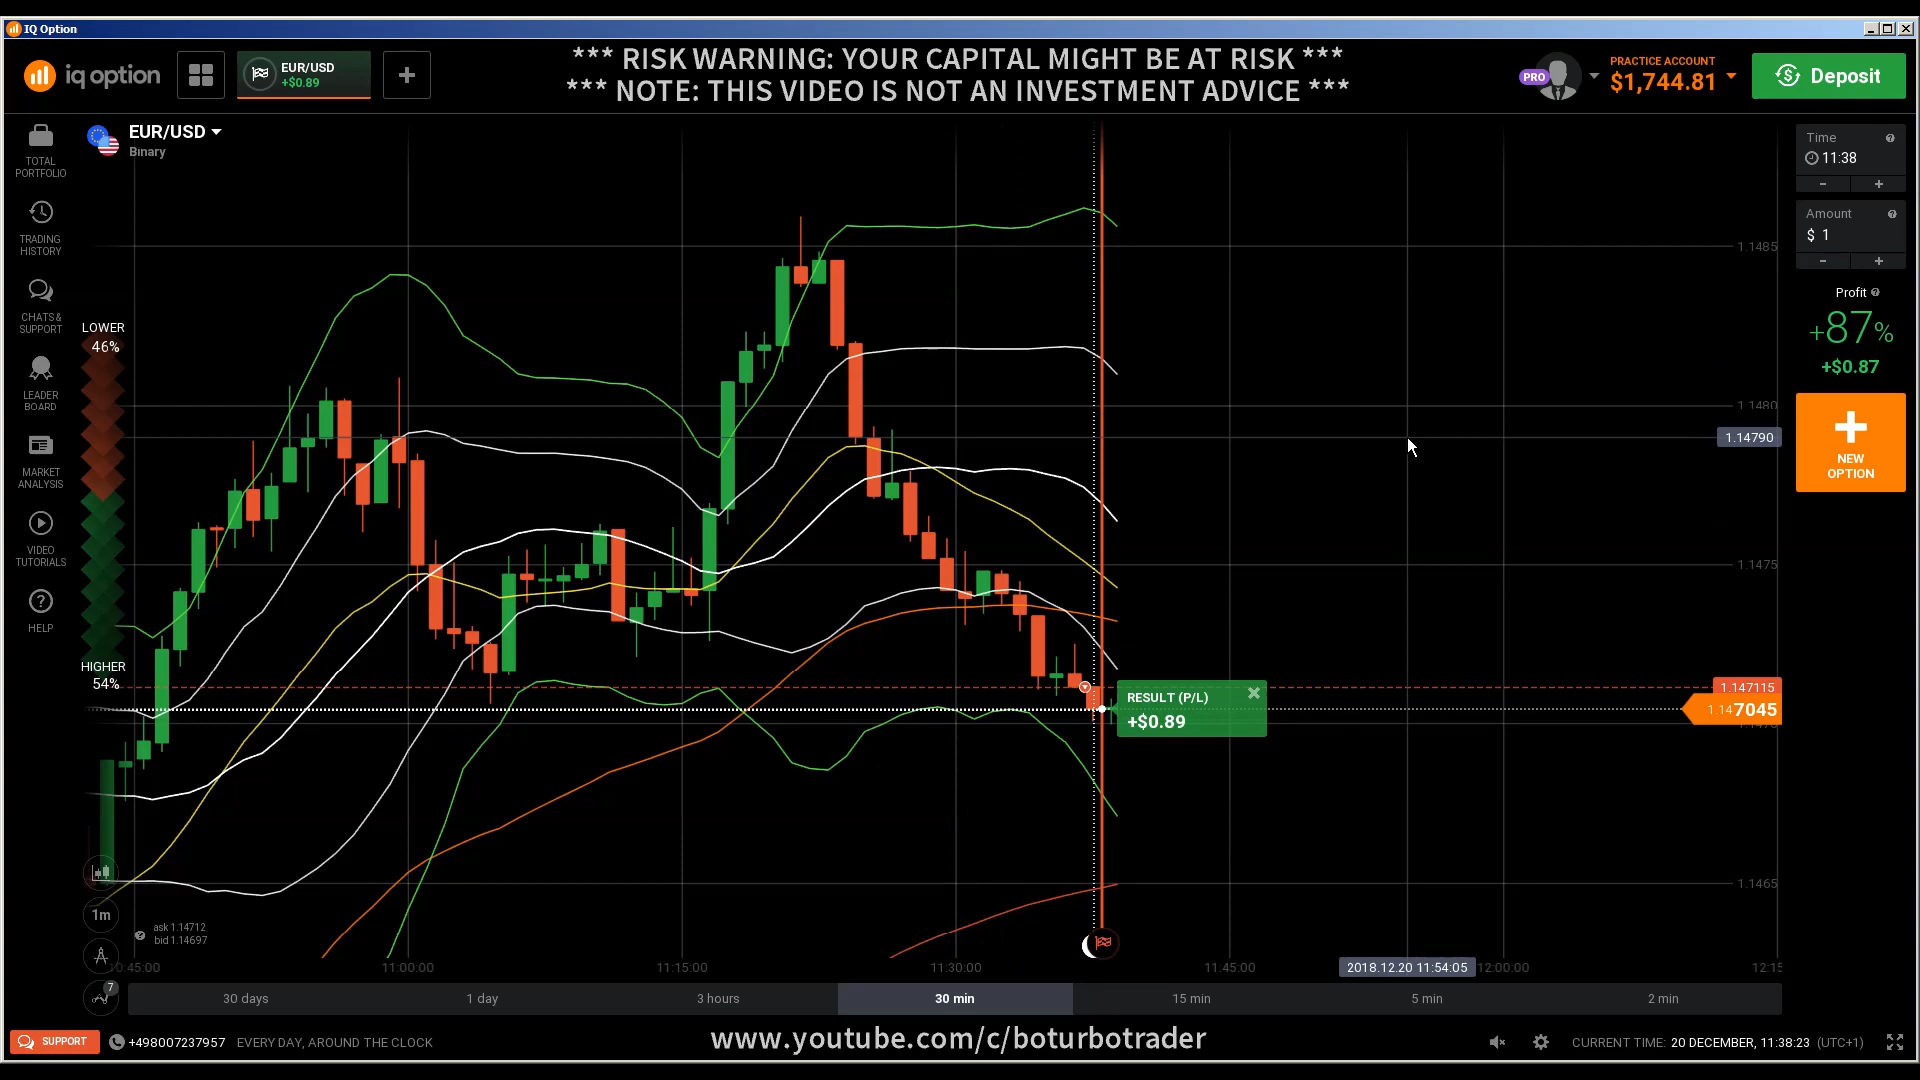 IQ Option
iq option
EUR/USD
+$0.89
*** RISK WARNING: YOUR CAPITAL MIGHT BE AT RISK ***
*** NOTE: THIS VIDEO IS NOT AN INVESTMENT ADVICE ***
PRO
PRACTICE ACCOUNT
$1,744.81
Deposit
EUR/USD
Binary
TOTAL
PORTFOLIO
TRADING
HISTORY
CHATS &
SUPPORT
LEADER
BOARD
MARKET
ANALYSIS
VIDEO
TUTORIALS
HELP
LOWER
46%
HIGHER
54%
Time
11:38
- +
Amount
$ 1
- +
Profit
+87%
+$0.87
NEW
OPTION
1.1485
1.1480
1.14790
1.1475
1.147115
1.147045
1.1465
RESULT (P/L)
+$0.89
1m
ask 1.14712
bid 1.14697
7
10:45:00
11:00:00
11:15:00
11:30:00
11:45:00
2018.12.20 11:54:05
12:00:00
12:15
30 days
1 day
3 hours
30 min
15 min
5 min
2 min
SUPPORT
+498007237957
EVERY DAY, AROUND THE CLOCK
www.youtube.com/c/boturbotrader
CURRENT TIME: 20 DECEMBER, 11:38:23 (UTC+1)